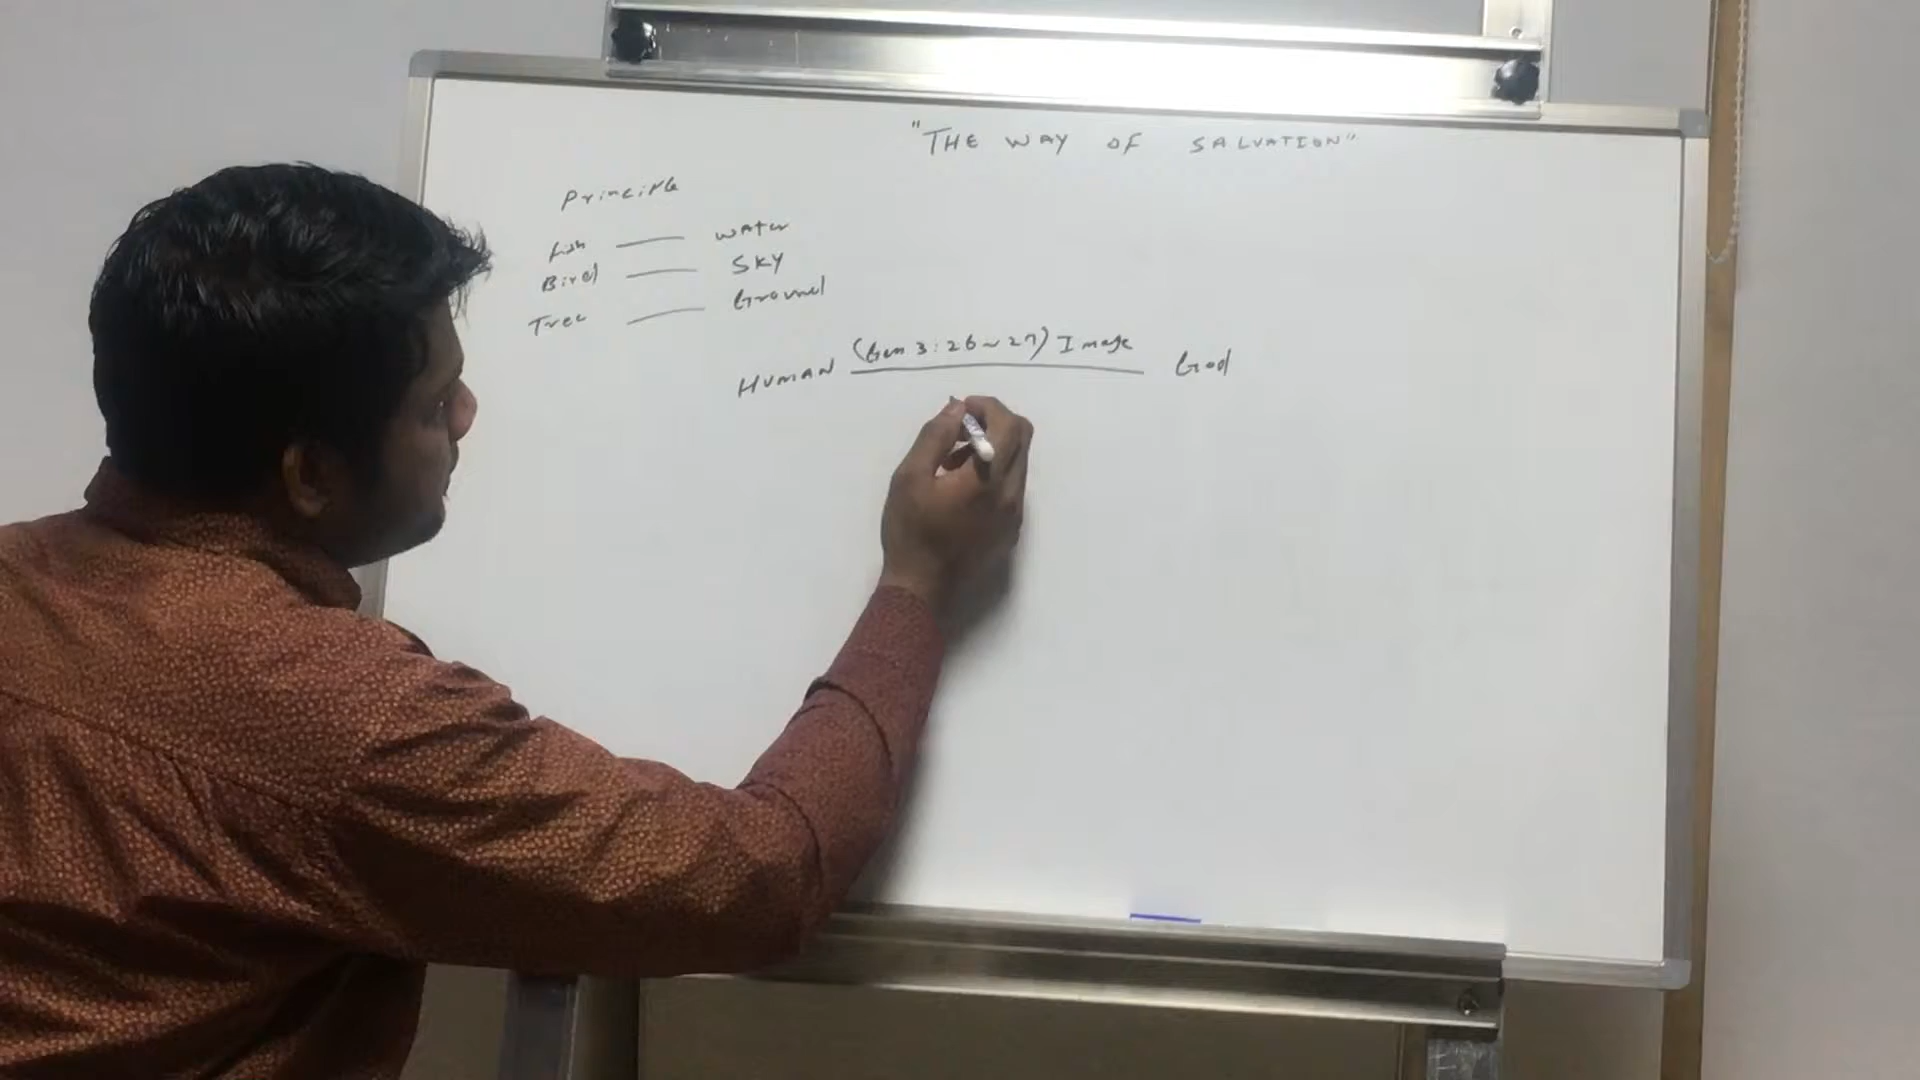 "THE WAY OF SALVATION"
Principle
fish — water
Bird — SKY
Tree — Ground
HUMAN (Gen 3:26~27) Image God